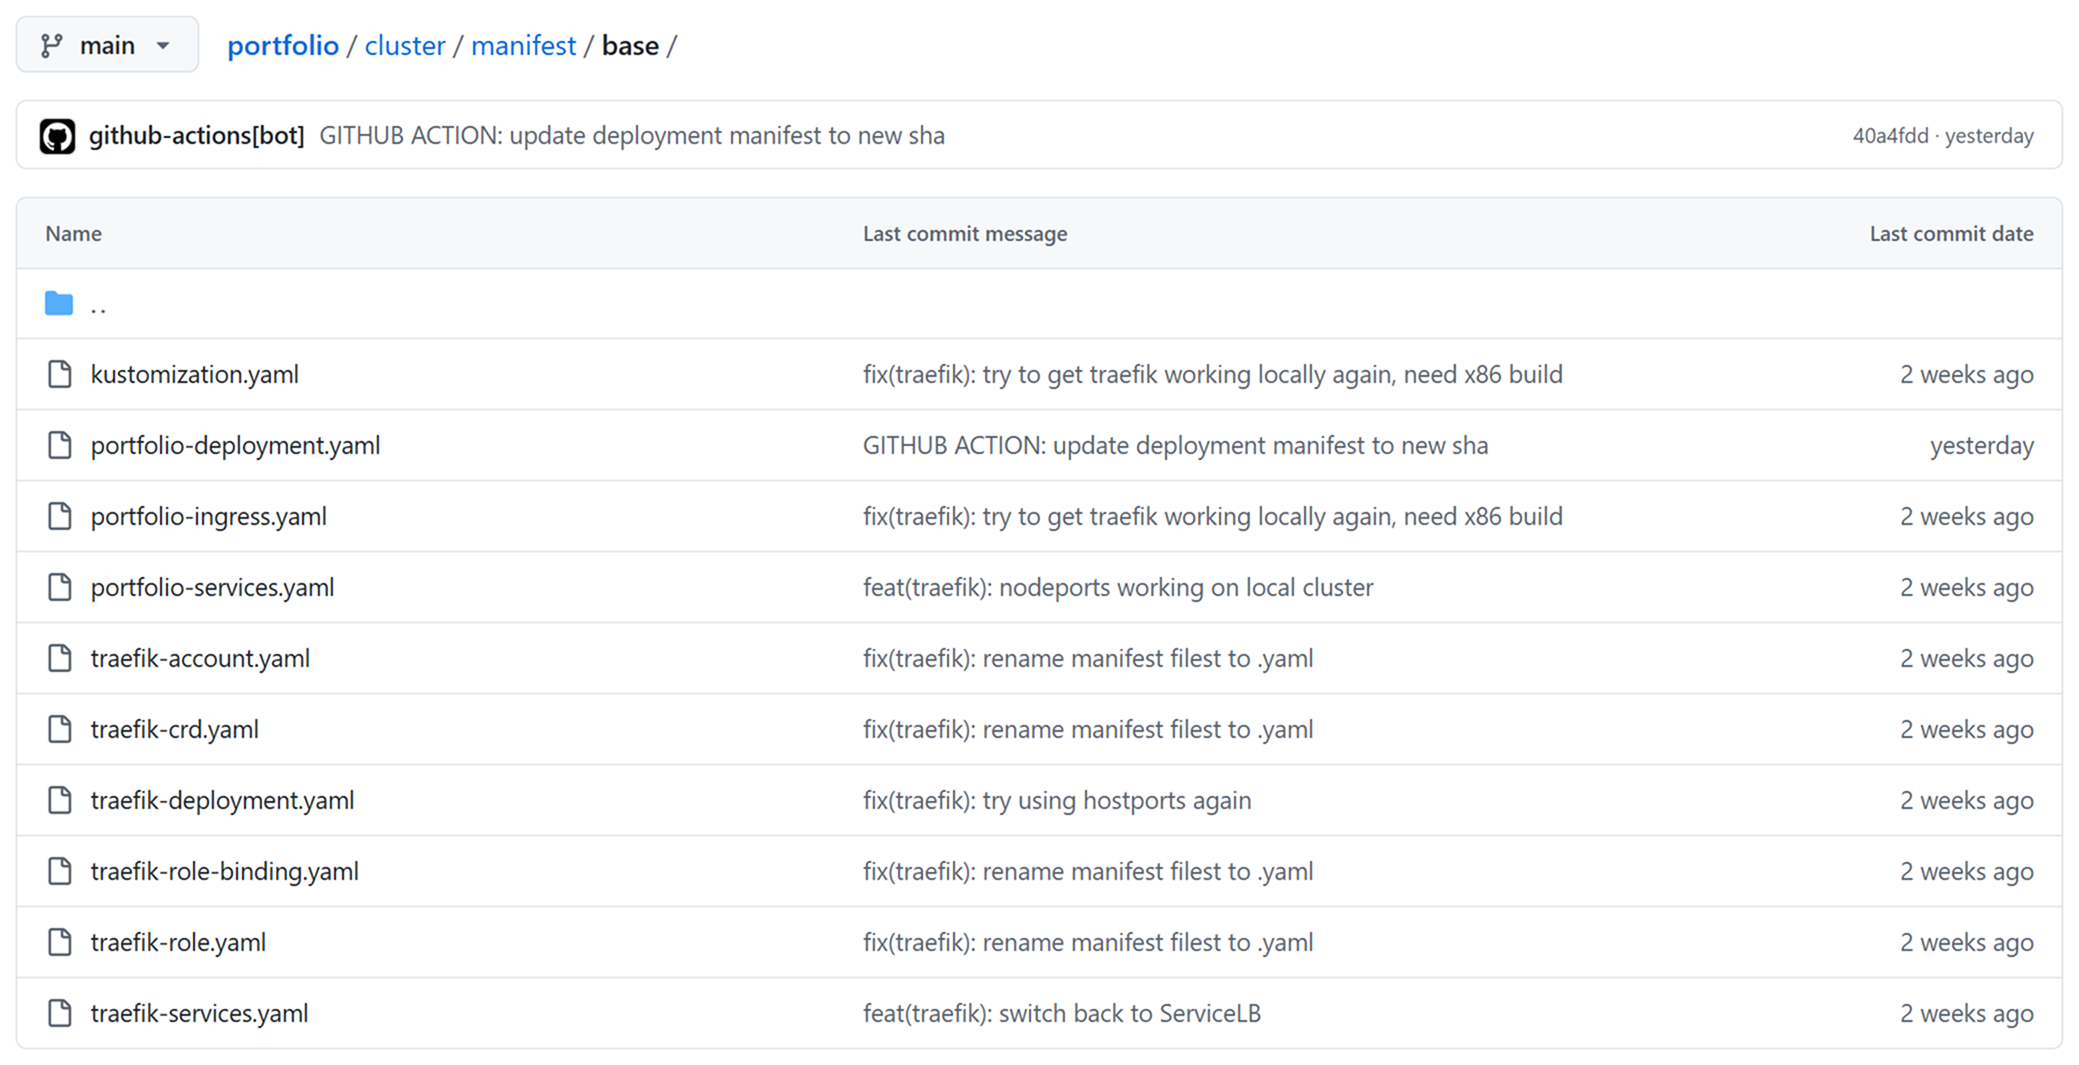 main
portfolio / cluster / manifest / base /
github-actions[bot] GITHUB ACTION: update deployment manifest to new sha 40a4fdd · yesterday
Name Last commit message Last commit date
..
kustomization.yaml fix(traefik): try to get traefik working locally again, need x86 build 2 weeks ago
portfolio-deployment.yaml GITHUB ACTION: update deployment manifest to new sha yesterday
portfolio-ingress.yaml fix(traefik): try to get traefik working locally again, need x86 build 2 weeks ago
portfolio-services.yaml feat(traefik): nodeports working on local cluster 2 weeks ago
traefik-account.yaml fix(traefik): rename manifest filest to .yaml 2 weeks ago
traefik-crd.yaml fix(traefik): rename manifest filest to .yaml 2 weeks ago
traefik-deployment.yaml fix(traefik): try using hostports again 2 weeks ago
traefik-role-binding.yaml fix(traefik): rename manifest filest to .yaml 2 weeks ago
traefik-role.yaml fix(traefik): rename manifest filest to .yaml 2 weeks ago
traefik-services.yaml feat(traefik): switch back to ServiceLB 2 weeks ago